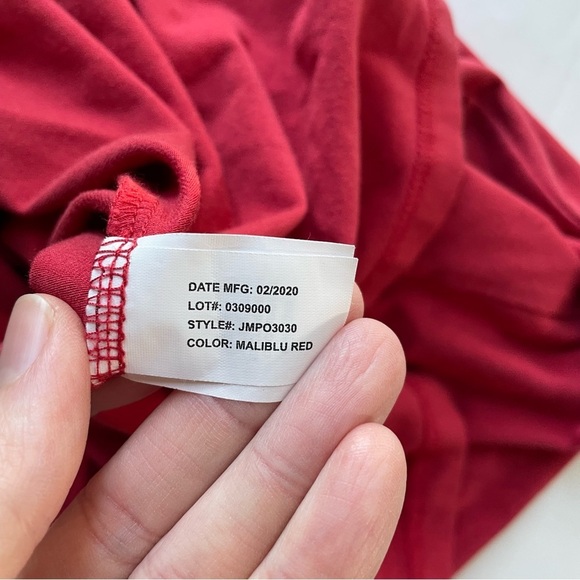 DATE MFG: 02/2020
LOT#: 0309000
STYLE#: JMPO3030
COLOR: MALIBLU RED